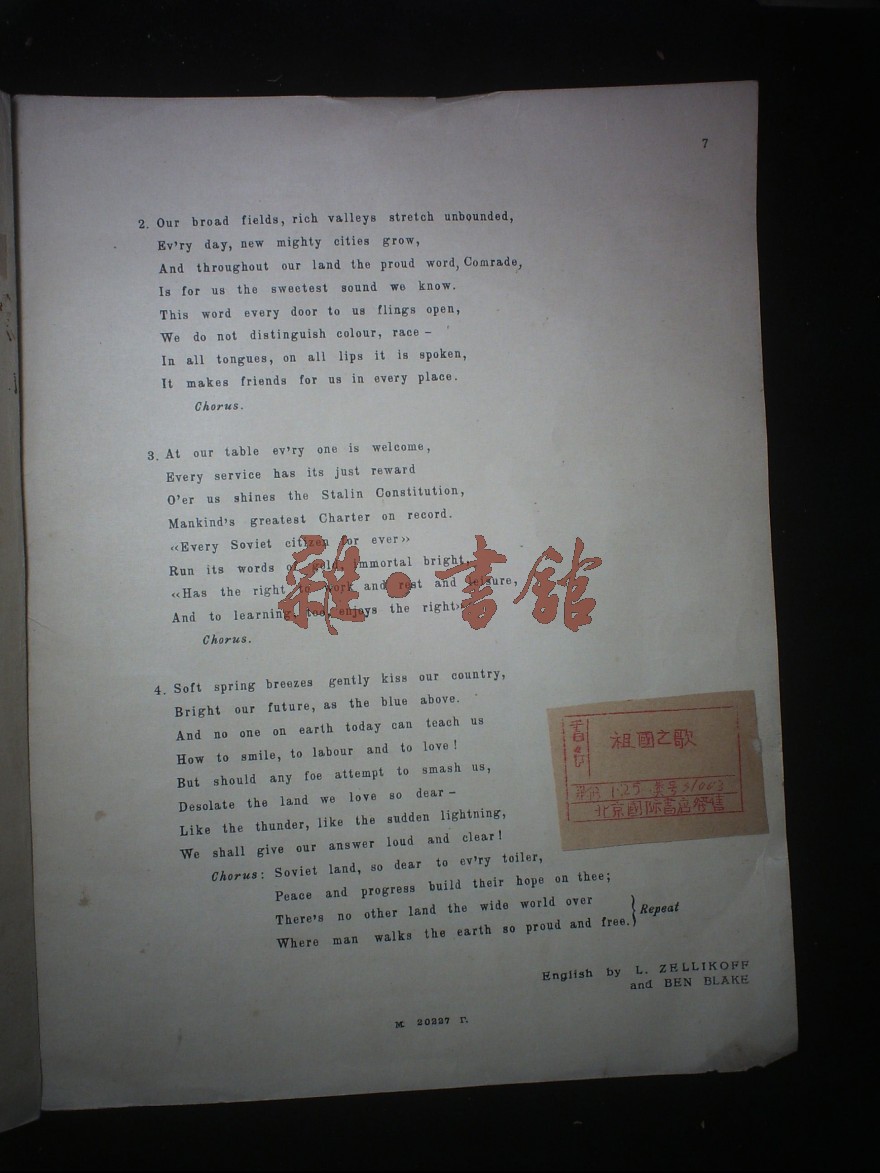 7
2. Our broad fields, rich valleys stretch unbounded,
Ev'ry day, new mighty cities grow,
And throughout our land the proud word, Comrade,
Is for us the sweetest sound we know.
This word every door to us flings open,
We do not distinguish colour, race —
In all tongues, on all lips it is spoken,
It makes friends for us in every place.
Chorus.
3. At our table ev'ry one is welcome,
Every service has its just reward
O'er us shines the Stalin Constitution,
Mankind's greatest Charter on record.
«Every Soviet citizen for ever»
Run its words of gold, immortal bright,
«Has the right to work and rest and leisure,
And to learning, too, enjoys the right»
Chorus.
雜·書館
4. Soft spring breezes gently kiss our country,
Bright our future, as the blue above.
And no one on earth today can teach us
How to smile, to labour and to love!
But should any foe attempt to smash us,
Desolate the land we love so dear —
Like the thunder, like the sudden lightning,
We shall give our answer loud and clear!
Chorus: Soviet land, so dear to ev'ry toiler,
Peace and progress build their hope on thee;
There's no other land the wide world over
Where man walks the earth so proud and free. } Repeat
English by L. ZELLIKOFF
and BEN BLAKE
М. 20227 Г.
書名
祖國之歌
1.25
北京國际書店發售